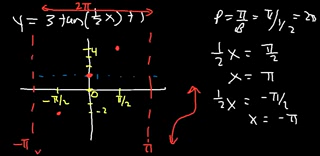 2π
y = 3 tan(½x) + 1
4
-π/2
0
π/2
-2
-π
π
P = π/B = π/1/2 = 2π
½x = π/2
x = π
½x = -π/2
x = -π